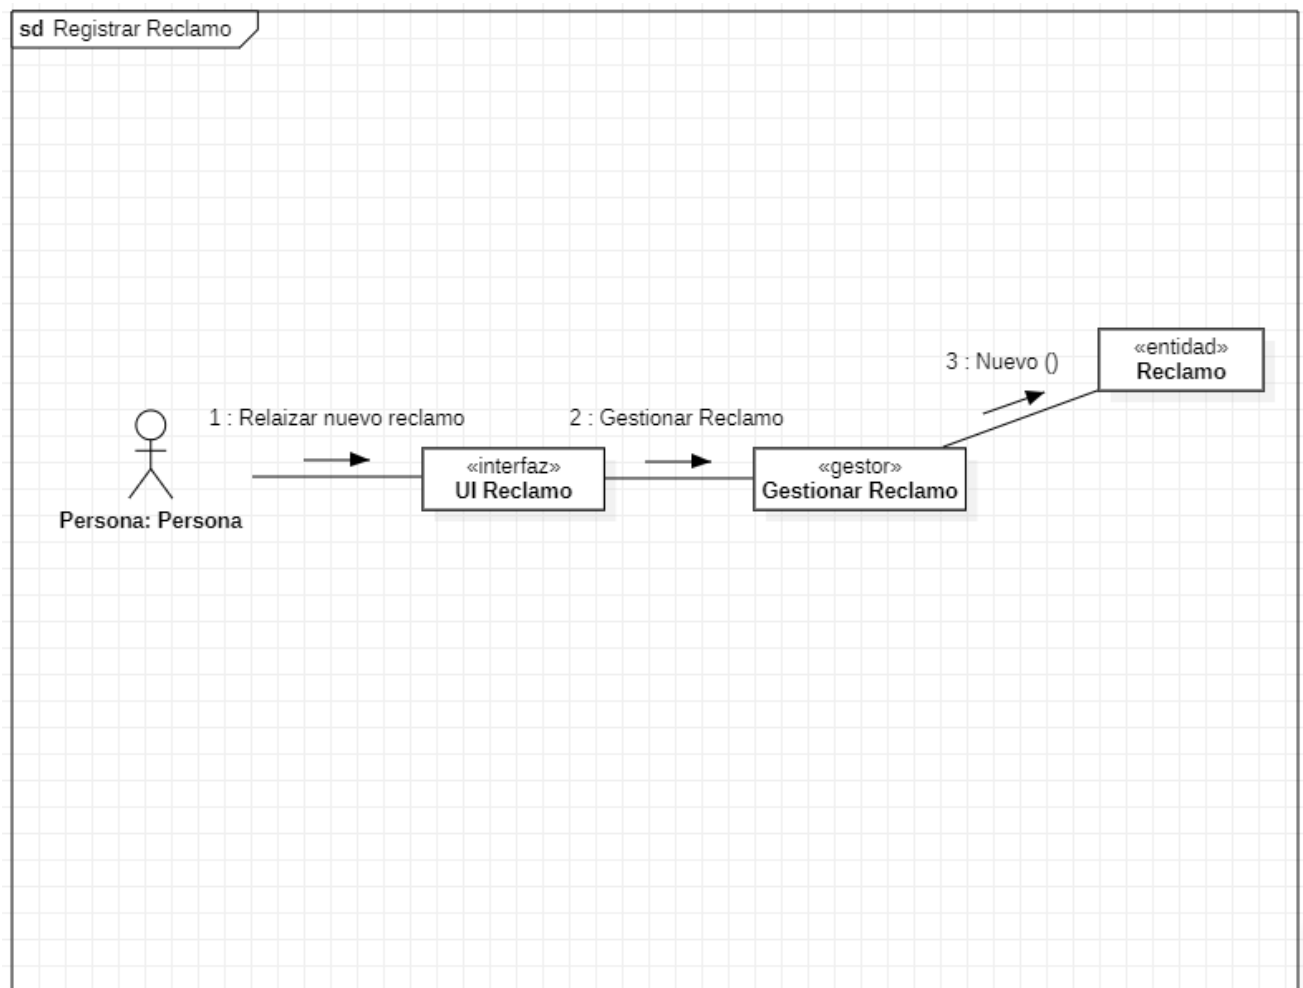 sd Registrar Reclamo
3 : Nuevo ()
«entidad»
Reclamo
1 : Relaizar nuevo reclamo
2 : Gestionar Reclamo
«interfaz»
UI Reclamo
«gestor»
Gestionar Reclamo
Persona: Persona